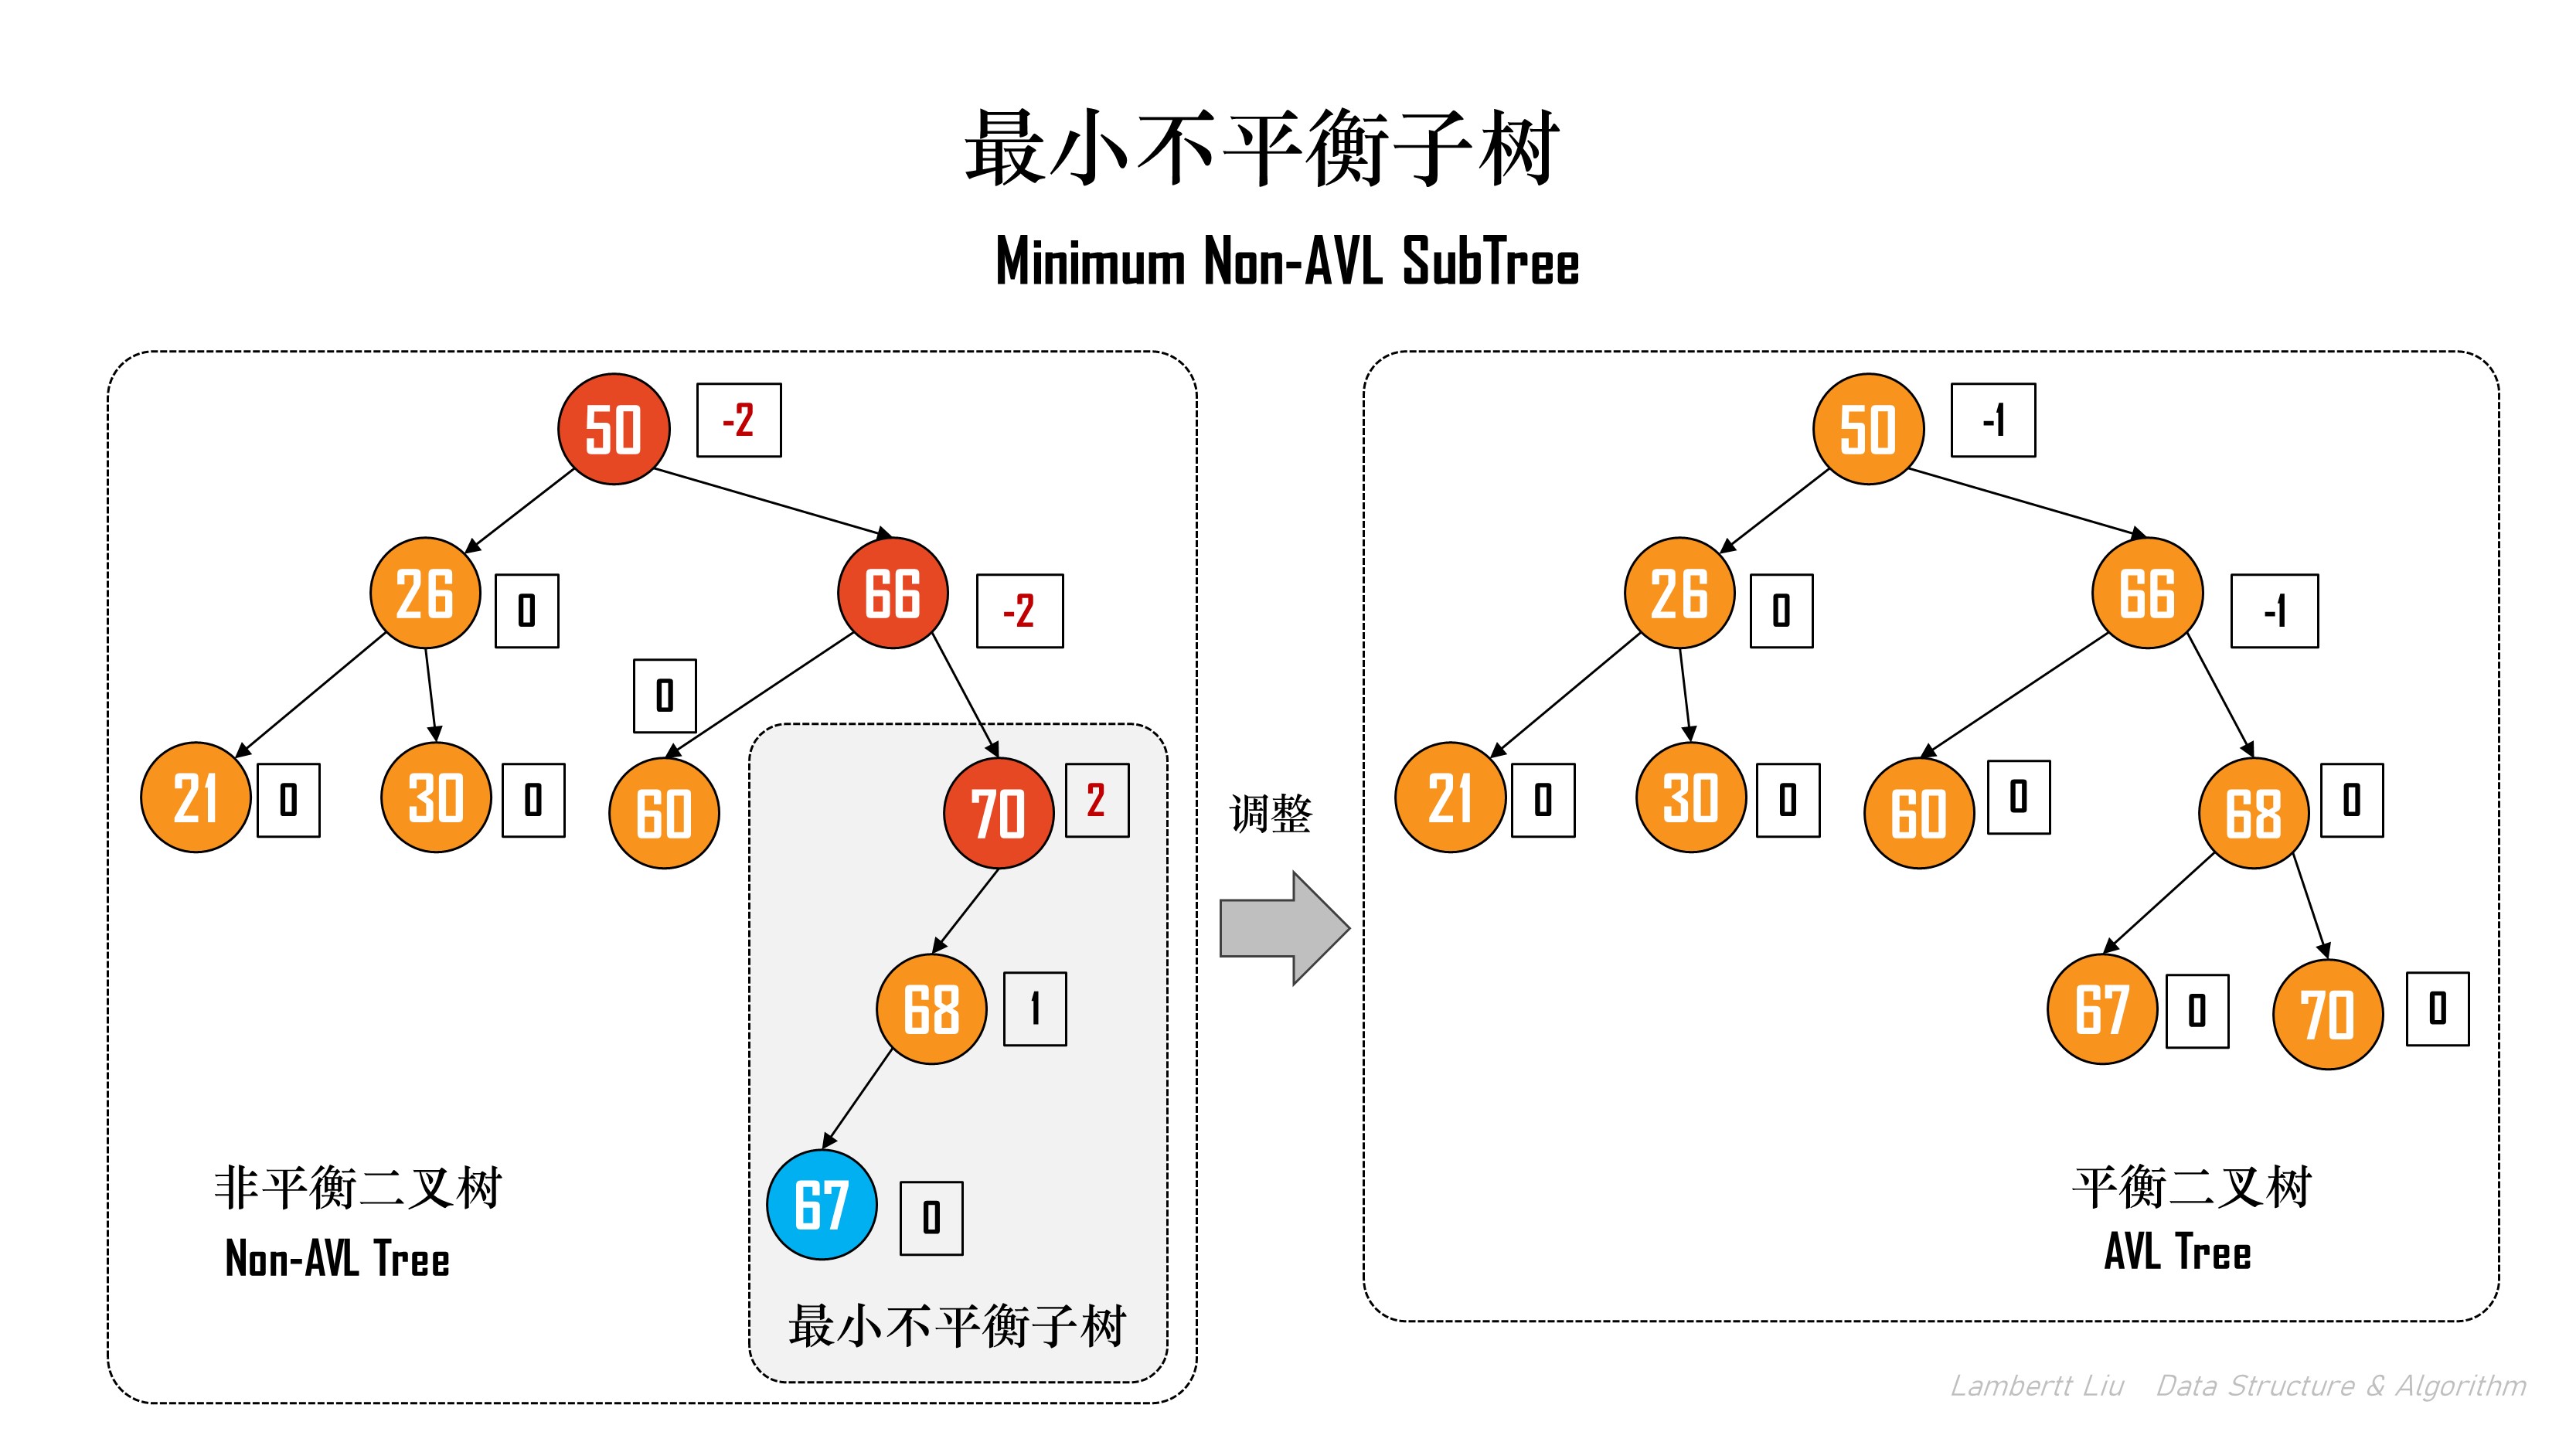 最小不平衡子树
Minimum Non-AVL SubTree
50 -2
26 0 66 -2
0
21 0 30 0 60 70 2
68 1
67 0
非平衡二叉树
Non-AVL Tree
最小不平衡子树
调整
50 -1
26 0 66 -1
21 0 30 0 60 0 68 0
67 0 70 0
平衡二叉树
AVL Tree
Lambertt Liu Data Structure & Algorithm